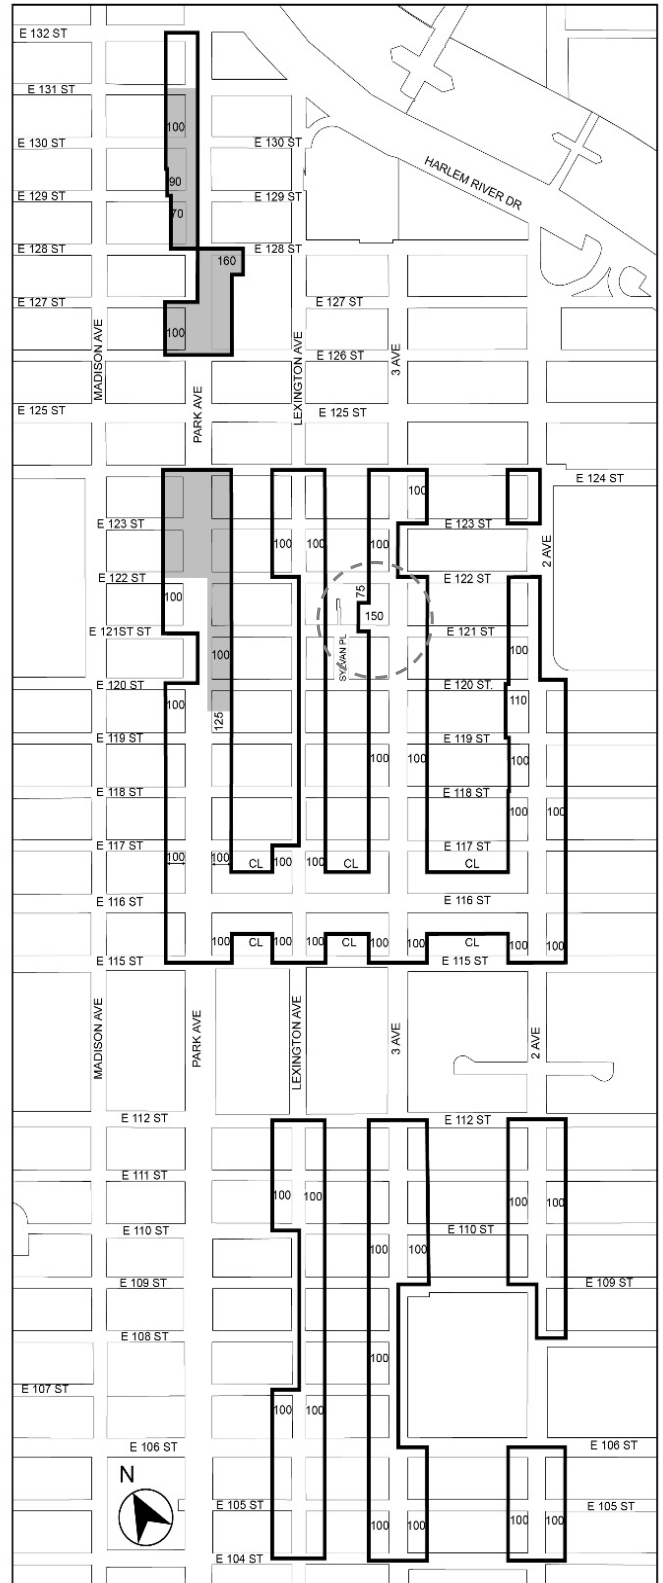 E 132 ST
E 131 ST
100
E 130 ST
E 130 ST
90
HARLEM RIVER DR
E 129 ST
E 129 ST
70
E 128 ST
E 128 ST
160
E 127 ST
E 127 ST
100
MADISON AVE
LEXINGTON AVE
3 AVE
E 126 ST
PARK AVE
E 125 ST
E 125 ST
E 124 ST
100
E 123 ST
E 123 ST
2 AVE
100
100
100
E 122 ST
E 122 ST
100
75
150
E 121ST ST
E 121 ST
SYLVAN PL
100
100
E 120 ST
E 120 ST.
100
110
125
E 119 ST
E 119 ST
100
100
100
E 118 ST
E 118 ST
100
100
E 117 ST
E 117 ST
100
100
CL
100
100
CL
CL
E 116 ST
E 116 ST
100
CL
100
100
CL
100
100
CL
100
100
E 115 ST
E 115 ST
MADISON AVE
PARK AVE
LEXINGTON AVE
3 AVE
2 AVE
E 112 ST
E 112 ST
E 111 ST
100
100
100
100
E 110 ST
E 110 ST
100
100
E 109 ST
E 109 ST
E 108 ST
100
E 107 ST
100
100
E 106 ST
E 106 ST
N
E 105 ST
E 105 ST
100
100
100
100
E 104 ST